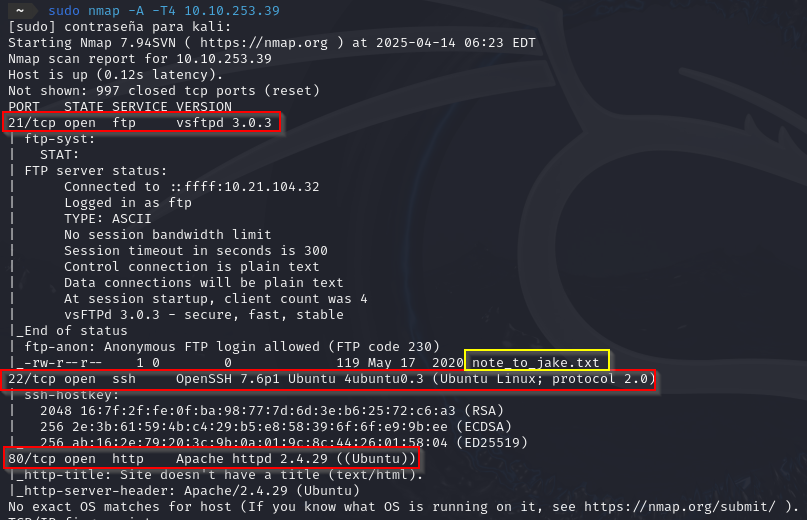 ~ sudo nmap -A -T4 10.10.253.39
[sudo] contraseña para kali:
Starting Nmap 7.94SVN ( https://nmap.org ) at 2025-04-14 06:23 EDT
Nmap scan report for 10.10.253.39
Host is up (0.12s latency).
Not shown: 997 closed tcp ports (reset)
PORT   STATE SERVICE VERSION
21/tcp open  ftp     vsftpd 3.0.3
| ftp-syst:
|   STAT:
| FTP server status:
|      Connected to ::ffff:10.21.104.32
|      Logged in as ftp
|      TYPE: ASCII
|      No session bandwidth limit
|      Session timeout in seconds is 300
|      Control connection is plain text
|      Data connections will be plain text
|      At session startup, client count was 4
|      vsFTPd 3.0.3 - secure, fast, stable
|_End of status
| ftp-anon: Anonymous FTP login allowed (FTP code 230)
|_-rw-r--r--    1 0        0             119 May 17  2020 note_to_jake.txt
22/tcp open  ssh     OpenSSH 7.6p1 Ubuntu 4ubuntu0.3 (Ubuntu Linux; protocol 2.0)
| ssh-hostkey:
|   2048 16:7f:2f:fe:0f:ba:98:77:7d:6d:3e:b6:25:72:c6:a3 (RSA)
|   256 2e:3b:61:59:4b:c4:29:b5:e8:58:39:6f:6f:e9:9b:ee (ECDSA)
|_  256 ab:16:2e:79:20:3c:9b:0a:01:9c:8c:44:26:01:58:04 (ED25519)
80/tcp open  http    Apache httpd 2.4.29 ((Ubuntu))
|_http-title: Site doesn't have a title (text/html).
|_http-server-header: Apache/2.4.29 (Ubuntu)
No exact OS matches for host (If you know what OS is running on it, see https://nmap.org/submit/ ).